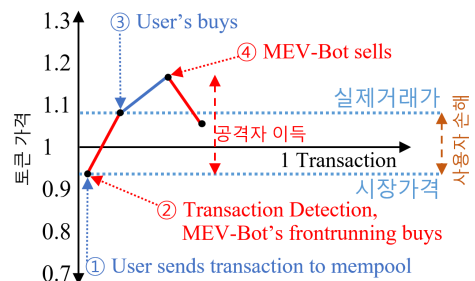 1.3
③ User's buys
④ MEV-Bot sells
1.2
실제거래가
1.1
토큰 가격
공격자 이득
사용자 손해
1
1 Transaction
0.9
시장가격
② Transaction Detection,
MEV-Bot's frontrunning buys
0.8
① User sends transaction to mempool
0.7